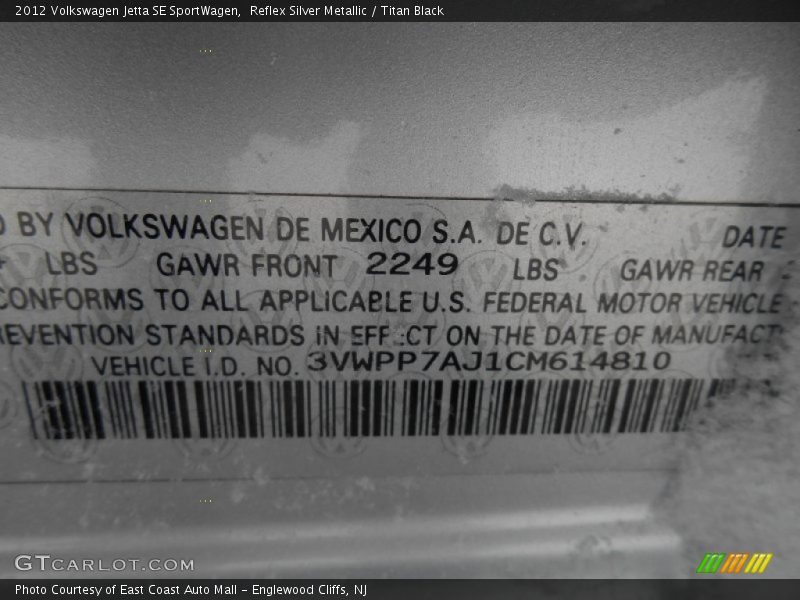 2012 Volkswagen Jetta SE SportWagen,  Reflex Silver Metallic / Titan Black
BY VOLKSWAGEN DE MEXICO S.A. DE C.V. DATE
LBS GAWR FRONT 2249 LBS GAWR REAR
CONFORMS TO ALL APPLICABLE U.S. FEDERAL MOTOR VEHICLE
REVENTION STANDARDS IN EFFECT ON THE DATE OF MANUFACT
VEHICLE I.D. NO. 3VWPP7AJ1CM614810
GTCARLOT.COM
Photo Courtesy of East Coast Auto Mall – Englewood Cliffs, NJ